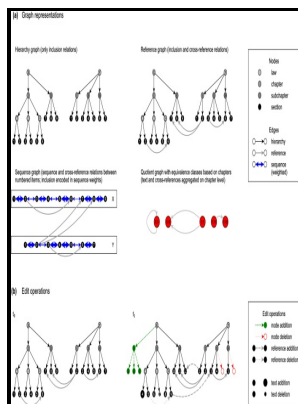 (a) Graph representations
Hierarchy graph (only inclusion relations)
Reference graph (inclusion and cross-reference relations)
Nodes
law
chapter
subchapter
section
Edges
hierarchy
reference
sequence
(weighted)
Sequence graph (sequence and cross-reference relations between
numbered items; inclusion encoded in sequence weights)
Quotient graph with equivalence classes based on chapters
(text and cross-references aggregated on chapter level)
(b) Edit operations
Edit operations
node addition
node deletion
reference addition
reference deletion
text addition
text deletion